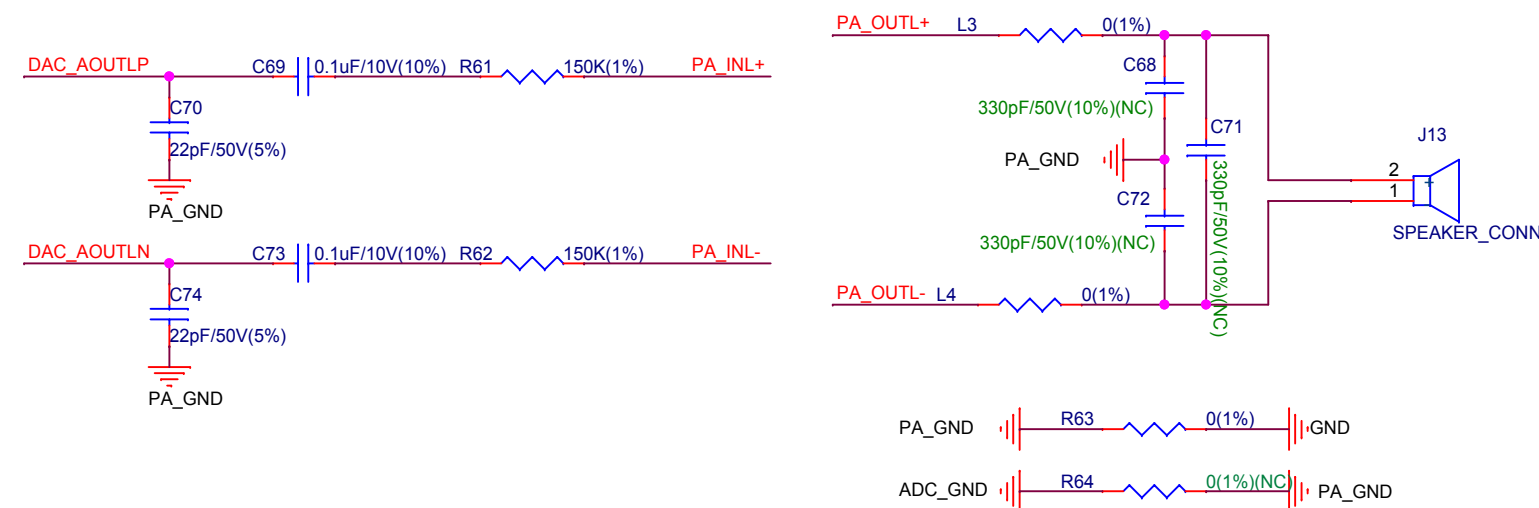 DAC_AOUTLP
C69
0.1uF/10V(10%)
R61
150K(1%)
PA_INL+
C70
22pF/50V(5%)
PA_GND
DAC_AOUTLN
C73
0.1uF/10V(10%)
R62
150K(1%)
PA_INL-
C74
22pF/50V(5%)
PA_GND
PA_OUTL+
L3
0(1%)
C68
330pF/50V(10%)(NC)
C71
330pF/50V(10%)(NC)
PA_GND
C72
330pF/50V(10%)(NC)
J13
2
1
+
SPEAKER_CONN
PA_OUTL-
L4
0(1%)
PA_GND
R63
0(1%)
GND
ADC_GND
R64
0(1%)(NC)
PA_GND